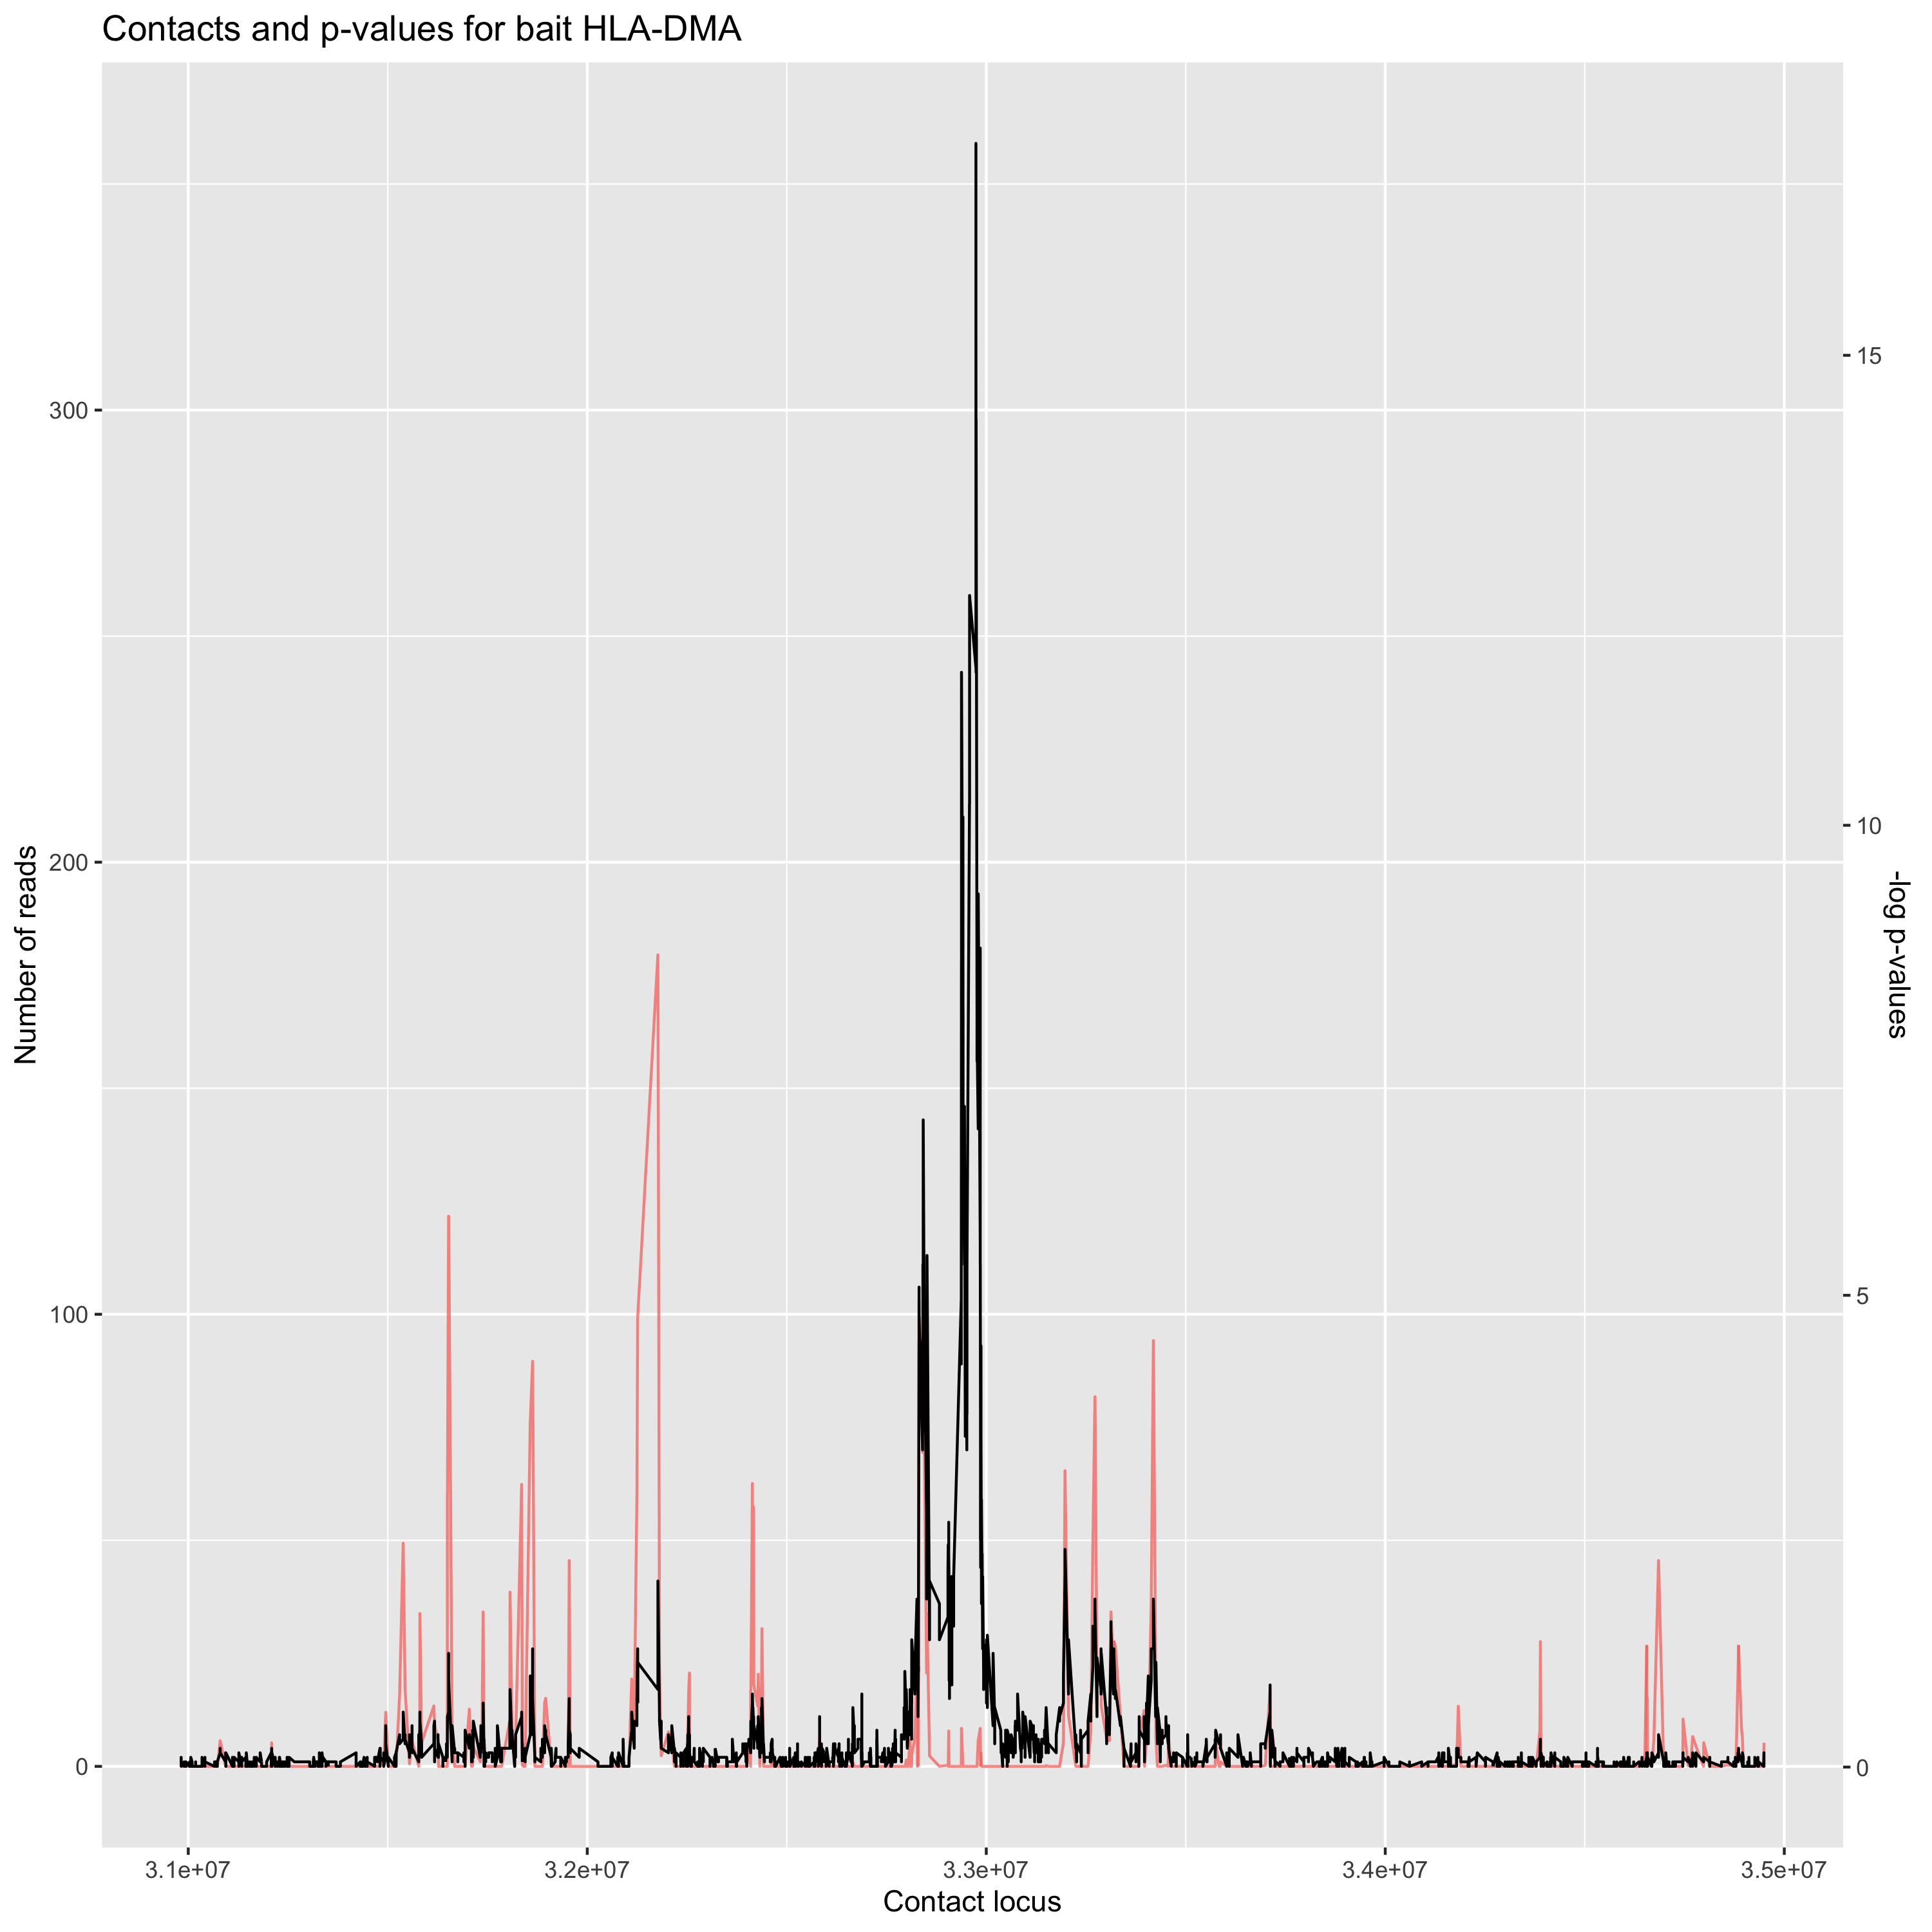 Contacts and p-values for bait HLA-DMA
300
200
100
0
Number of reads
15
10
5
0
-log p-values
3.1e+07
3.2e+07
3.3e+07
3.4e+07
3.5e+07
Contact locus